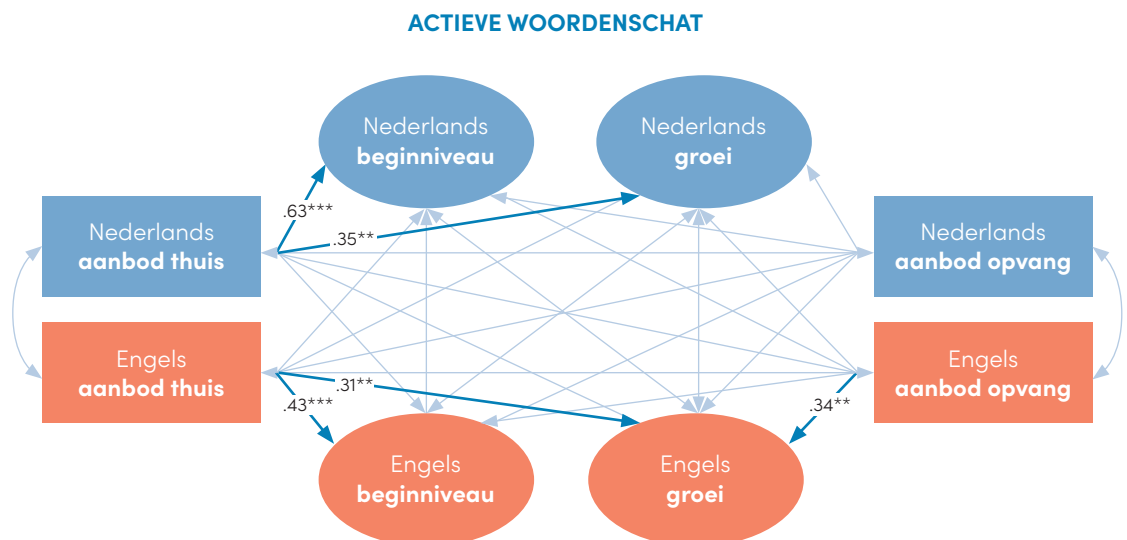 ACTIEVE WOORDENSCHAT
Nederlands
beginniveau
Nederlands
groei
.63***
.35**
Nederlands
aanbod thuis
Nederlands
aanbod opvang
Engels
aanbod thuis
Engels
aanbod opvang
.31**
.43***
.34**
Engels
beginniveau
Engels
groei